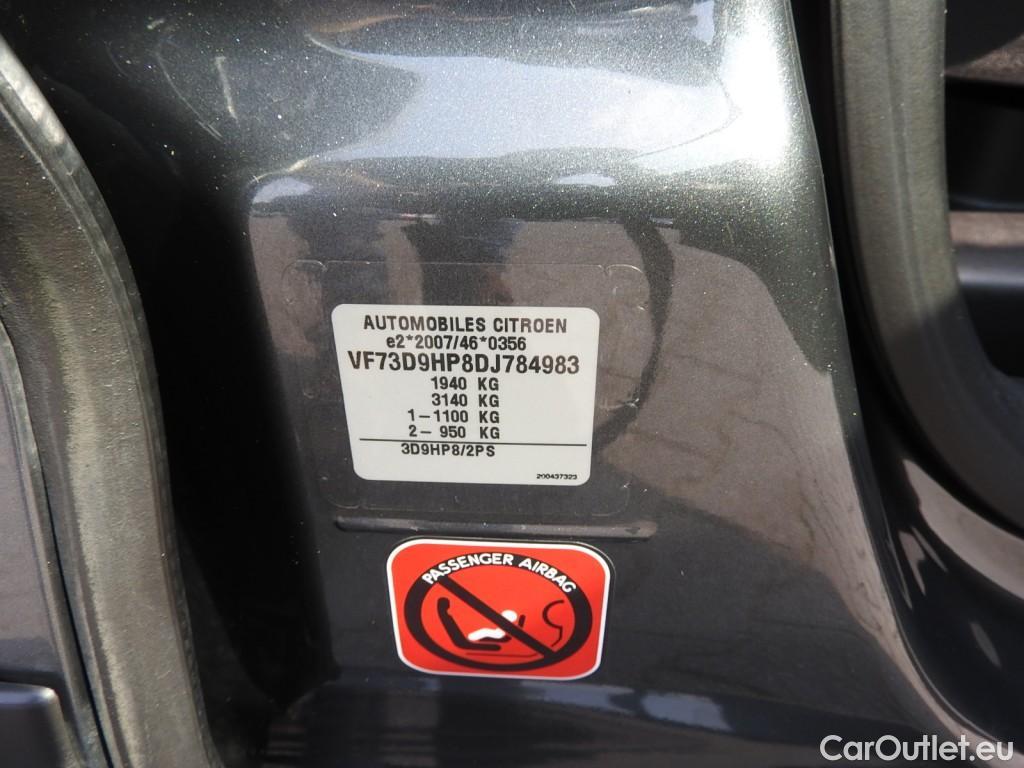 AUTOMOBILES CITROEN
e2*2007/46*0356
VF73D9HP8DJ784983
1940 KG
3140 KG
1-1100 KG
2- 950 KG
3D9HP8/2PS
200437323
PASSENGER AIRBAG
CarOutlet.eu